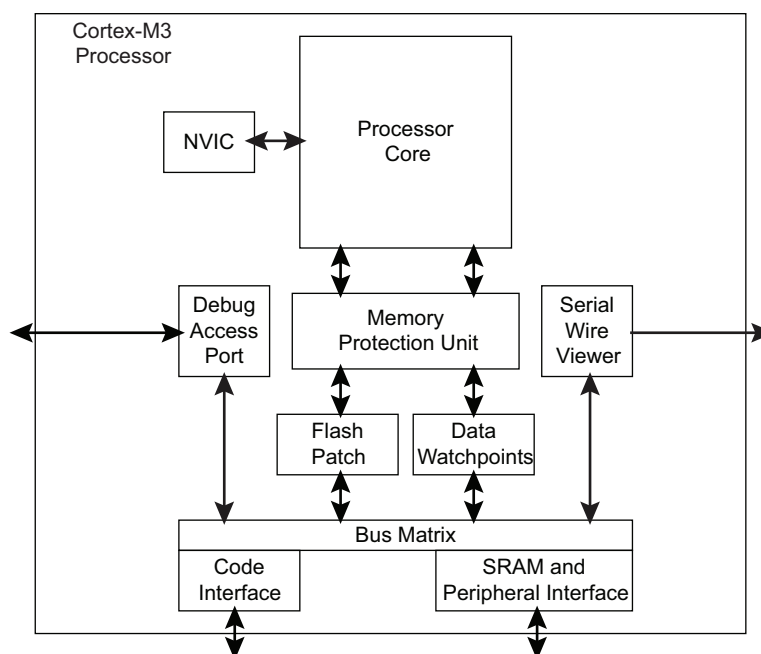 Cortex-M3
Processor
NVIC
Processor
Core
Debug
Access
Port
Memory
Protection Unit
Serial
Wire
Viewer
Flash
Patch
Data
Watchpoints
Bus Matrix
Code
Interface
SRAM and
Peripheral Interface